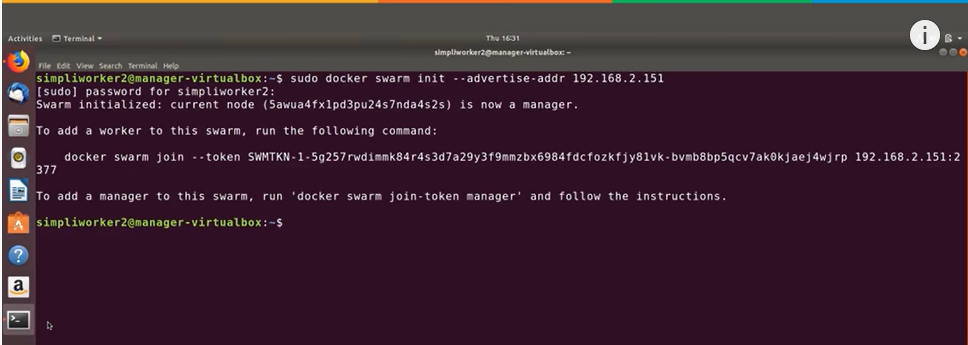 Activities Terminal Thu 16:31
simpliworker2@manager-virtualbox: ~
File Edit View Search Terminal Help
simpliworker2@manager-virtualbox:~$ sudo docker swarm init --advertise-addr 192.168.2.151
[sudo] password for simpliworker2:
Swarm initialized: current node (5awua4fx1pd3pu24s7nda4s2s) is now a manager.
To add a worker to this swarm, run the following command:
docker swarm join --token SWMTKN-1-5g257rwdimmk84r4s3d7a29y3f9mmzbx6984fdcfozkfjy81vk-bvmb8bp5qcv7ak0kjaej4wjrp 192.168.2.151:2
377
To add a manager to this swarm, run 'docker swarm join-token manager' and follow the instructions.
simpliworker2@manager-virtualbox:~$